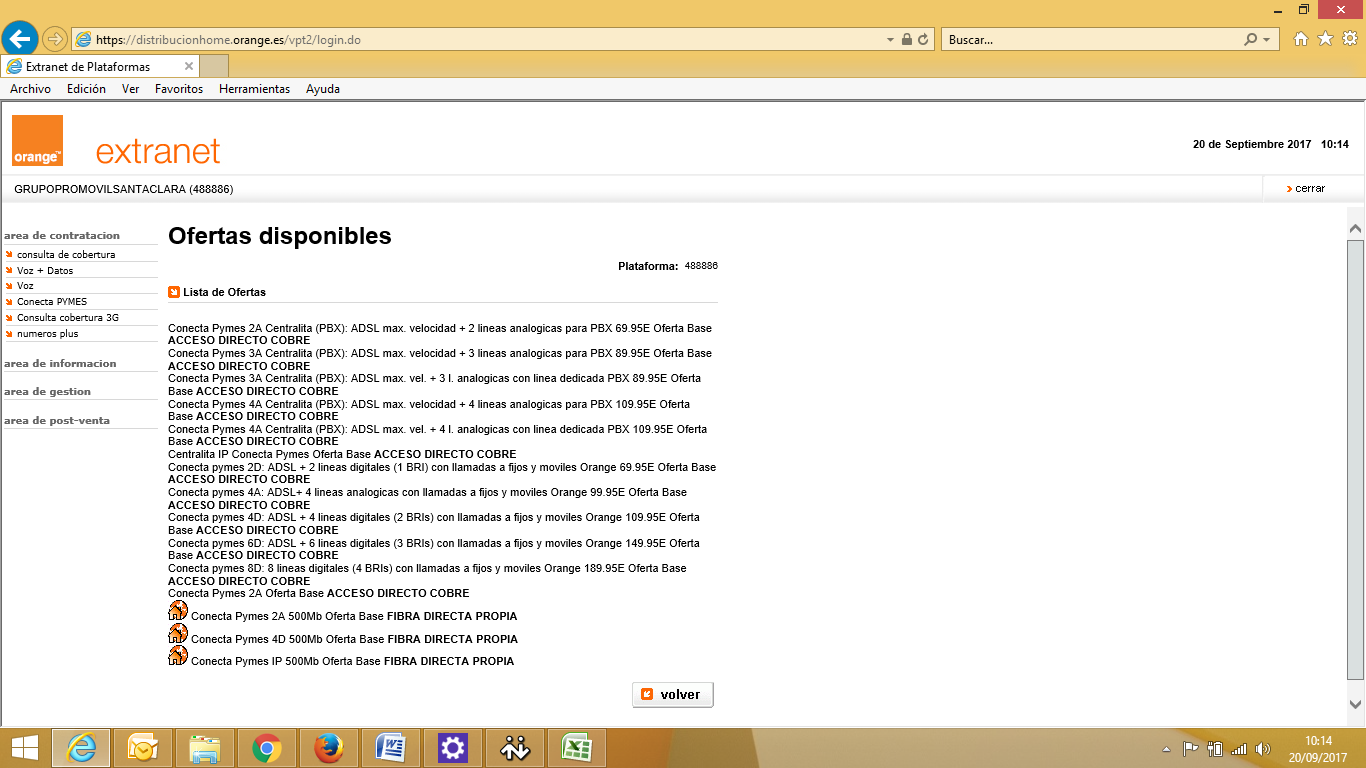 https://distribucionhome.orange.es/vpt2/login.do
Buscar...
Extranet de Plataformas
Archivo Edición Ver Favoritos Herramientas Ayuda
orange™
extranet
20 de Septiembre 2017 10:14
GRUPOPROMOVILSANTACLARA (488886)
cerrar
area de contratacion
consulta de cobertura
Voz + Datos
Voz
Conecta PYMES
Consulta cobertura 3G
numeros plus
area de informacion
area de gestion
area de post-venta
Ofertas disponibles
Plataforma: 488886
Lista de Ofertas
Conecta Pymes 2A Centralita (PBX): ADSL max. velocidad + 2 lineas analogicas para PBX 69.95E Oferta Base
ACCESO DIRECTO COBRE
Conecta Pymes 3A Centralita (PBX): ADSL max. velocidad + 3 lineas analogicas para PBX 89.95E Oferta Base
ACCESO DIRECTO COBRE
Conecta Pymes 3A Centralita (PBX): ADSL max. vel. + 3 l. analogicas con linea dedicada PBX 89.95E Oferta
Base ACCESO DIRECTO COBRE
Conecta Pymes 4A Centralita (PBX): ADSL max. velocidad + 4 lineas analogicas para PBX 109.95E Oferta
Base ACCESO DIRECTO COBRE
Conecta Pymes 4A Centralita (PBX): ADSL max. vel. + 4 l. analogicas con linea dedicada PBX 109.95E Oferta
Base ACCESO DIRECTO COBRE
Centralita IP Conecta Pymes Oferta Base ACCESO DIRECTO COBRE
Conecta pymes 2D: ADSL + 2 lineas digitales (1 BRI) con llamadas a fijos y moviles Orange 69.95E Oferta Base
ACCESO DIRECTO COBRE
Conecta pymes 4A: ADSL+ 4 lineas analogicas con llamadas a fijos y moviles Orange 99.95E Oferta Base
ACCESO DIRECTO COBRE
Conecta pymes 4D: ADSL + 4 lineas digitales (2 BRIs) con llamadas a fijos y moviles Orange 109.95E Oferta
Base ACCESO DIRECTO COBRE
Conecta pymes 6D: ADSL + 6 lineas digitales (3 BRIs) con llamadas a fijos y moviles Orange 149.95E Oferta
Base ACCESO DIRECTO COBRE
Conecta pymes 8D: 8 lineas digitales (4 BRIs) con llamadas a fijos y moviles Orange 189.95E Oferta Base
ACCESO DIRECTO COBRE
Conecta Pymes 2A Oferta Base ACCESO DIRECTO COBRE
Conecta Pymes 2A 500Mb Oferta Base FIBRA DIRECTA PROPIA
Conecta Pymes 4D 500Mb Oferta Base FIBRA DIRECTA PROPIA
Conecta Pymes IP 500Mb Oferta Base FIBRA DIRECTA PROPIA
volver
10:14
20/09/2017